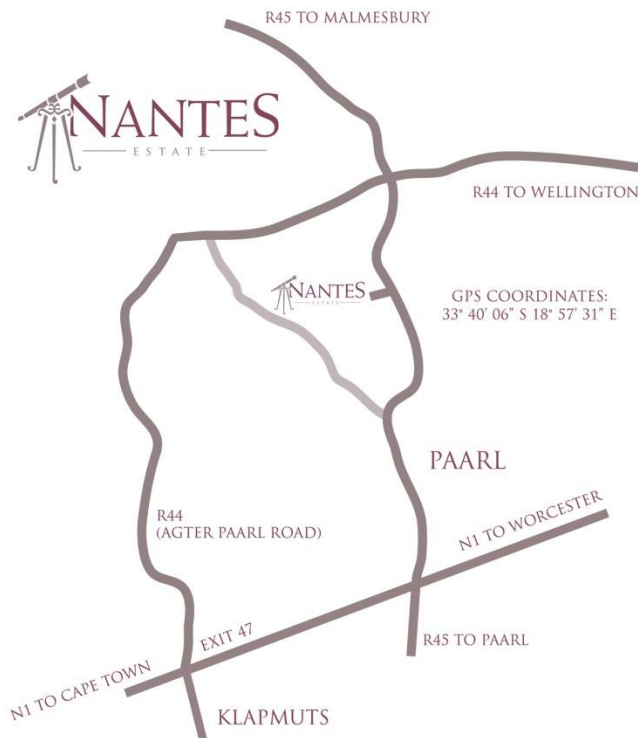 R45 TO MALMESBURY
NANTES
ESTATE
R44 TO WELLINGTON
NANTES
ESTATE
GPS COORDINATES:
33° 40' 06" S 18° 57' 31" E
PAARL
R44
(AGTER PAARL ROAD)
N1 TO WORCESTER
EXIT 47
R45 TO PAARL
N1 TO CAPE TOWN
KLAPMUTS